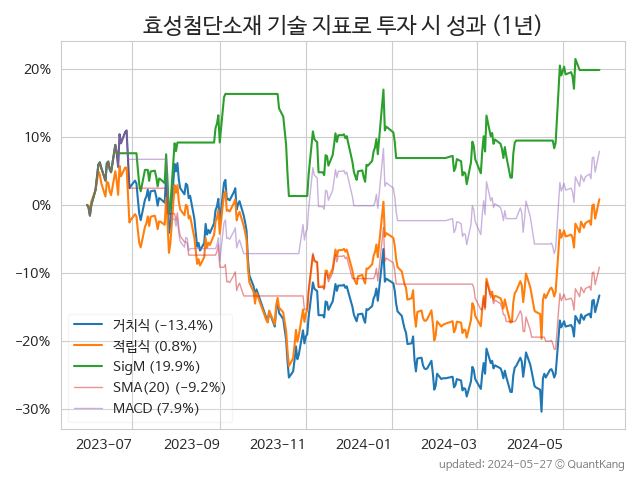 효성첨단소재 기술 지표로 투자 시 성과 (1년)
20%
10%
0%
−10%
−20%
−30%
거치식 (−13.4%)
적립식 (0.8%)
SigM (19.9%)
SMA(20) (−9.2%)
MACD (7.9%)
2023−07
2023−09
2023−11
2024−01
2024−03
2024−05
updated: 2024−05−27 © QuantKang